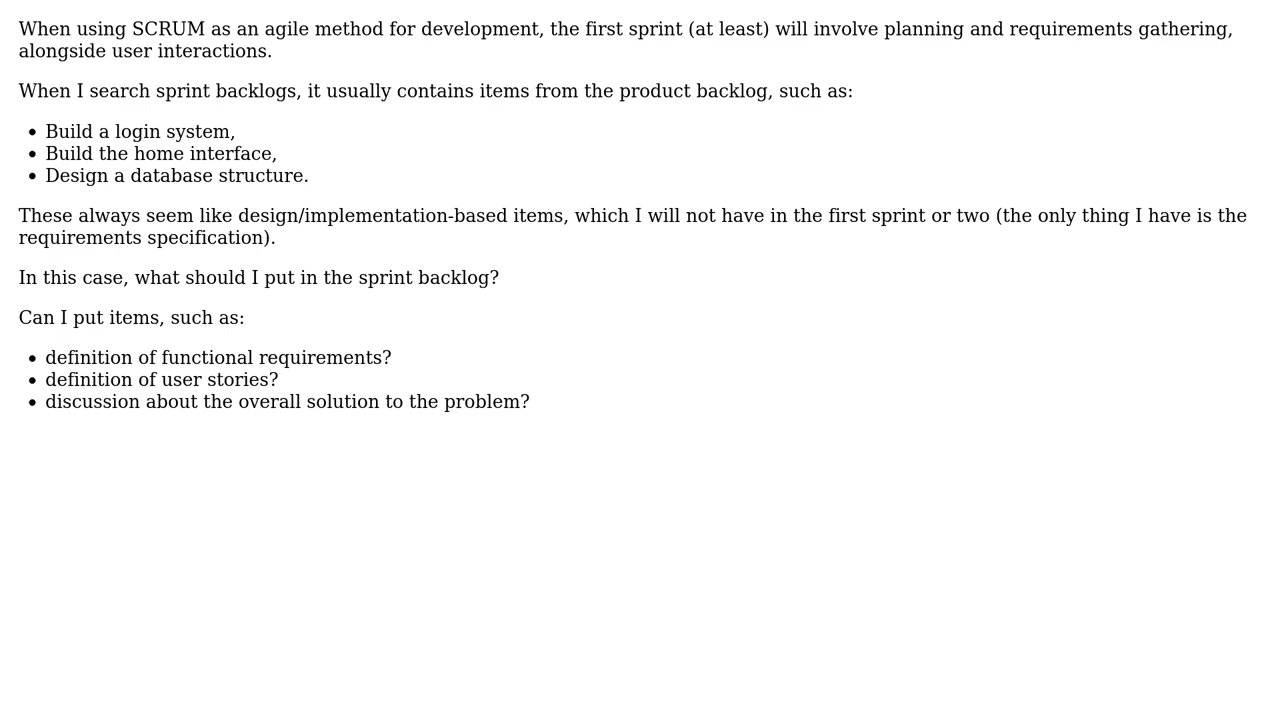 When using SCRUM as an agile method for development, the first sprint (at least) will involve planning and requirements gathering,
alongside user interactions.
When I search sprint backlogs, it usually contains items from the product backlog, such as:
• Build a login system,
• Build the home interface,
• Design a database structure.
These always seem like design/implementation-based items, which I will not have in the first sprint or two (the only thing I have is the
requirements specification).
In this case, what should I put in the sprint backlog?
Can I put items, such as:
• definition of functional requirements?
• definition of user stories?
• discussion about the overall solution to the problem?